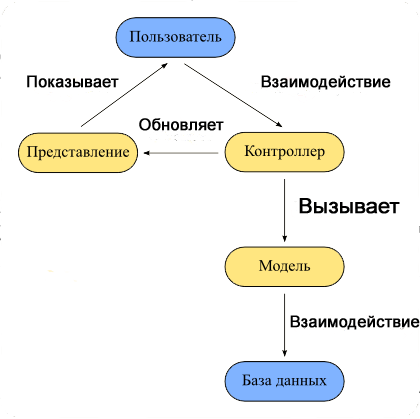 Пользователь
Показывает
Взаимодействие
Обновляет
Представление
Контроллер
Вызывает
Модель
Взаимодействие
База данных